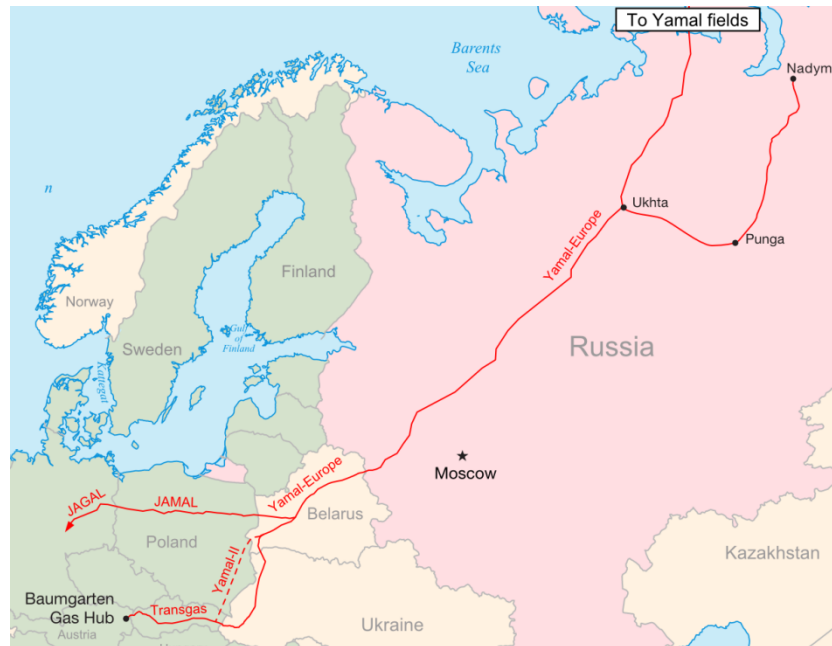 To Yamal fields
Barents
Sea
Nadym
n
Ukhta
Punga
Yamal-Europe
Finland
Norway
Sweden
Gulf
of
Finland
Kattegat
Russia
Moscow
Yamal-Europe
JAGAL
JAMAL
Belarus
Poland
Yamal-II
Kazakhstan
Baumgarten
Gas Hub
Transgas
Austria
Ukraine